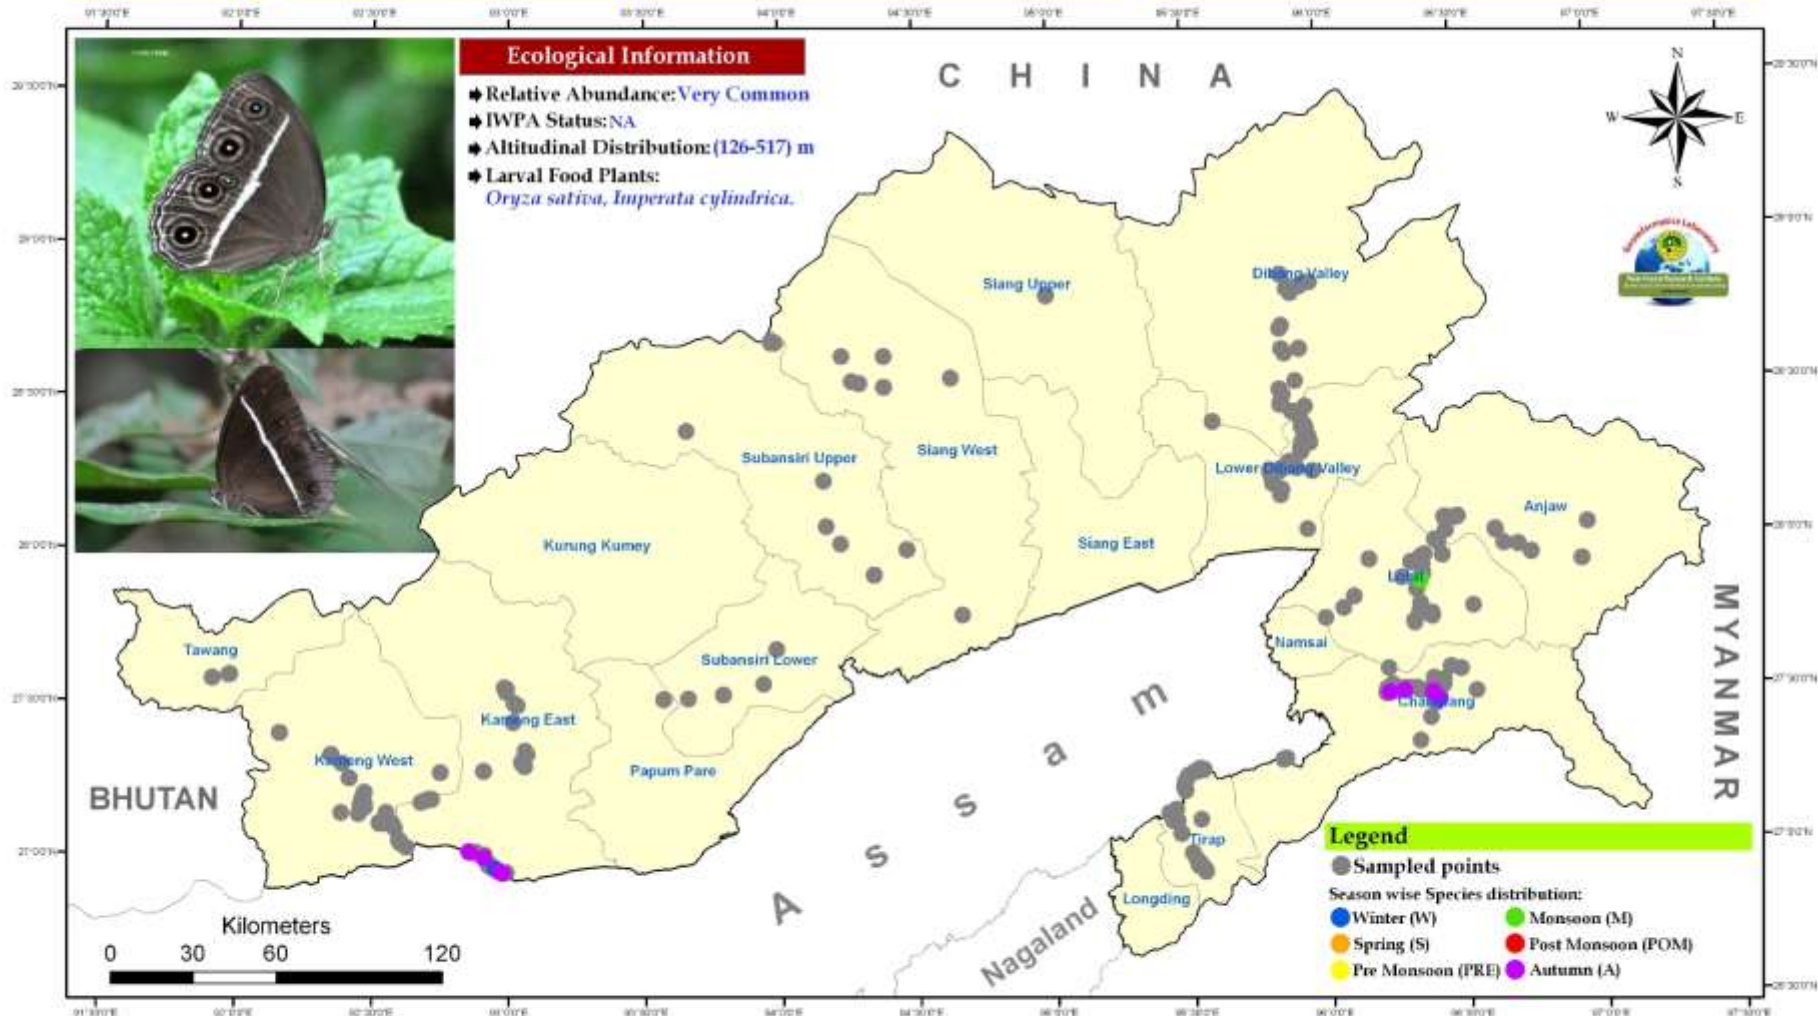 Ecological Information
Relative Abundance: Very Common
IWPA Status: NA
Altitudinal Distribution: (126-517) m
Larval Food Plants:
Oryza sativa, Imperata cylindrica.
CHINA
N
W E
S
Siang Upper
Dibang Valley
Subansiri Upper
Siang West
Lower Dibang Valley
Anjaw
Kurung Kumey
Siang East
Lohit
Namsai
Tawang
Subansiri Lower
Changlang
Kameng East
Kameng West
Papum Pare
BHUTAN
MYANMAR
Assam
Tirap
Longding
Nagaland
Kilometers
0 30 60 120
Legend
Sampled points
Season wise Species distribution:
Winter (W) Monsoon (M)
Spring (S) Post Monsoon (POM)
Pre Monsoon (PRE) Autumn (A)